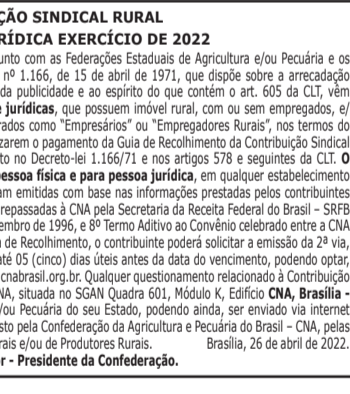 ÇÃO SINDICAL RURAL
RÍDICA EXERCÍCIO DE 2022
unto com as Federações Estaduais de Agricultura e/ou Pecuária e os
nº 1.166, de 15 de abril de 1971, que dispõe sobre a arrecadação
da publicidade e ao espírito do que contém o art. 605 da CLT, vêm
e jurídicas, que possuem imóvel rural, com ou sem empregados, e/
rados como “Empresários” ou “Empregadores Rurais”, nos termos do
zarem o pagamento da Guia de Recolhimento da Contribuição Sindical
to no Decreto-lei 1.166/71 e nos artigos 578 e seguintes da CLT. O
pessoa física e para pessoa jurídica, em qualquer estabelecimento
am emitidas com base nas informações prestadas pelos contribuintes
repassadas à CNA pela Secretaria da Receita Federal do Brasil – SRFB
embro de 1996, e 8º Termo Aditivo ao Convênio celebrado entre a CNA
a de Recolhimento, o contribuinte poderá solicitar a emissão da 2ª via,
até 05 (cinco) dias úteis antes da data do vencimento, podendo optar,
cnabrasil.org.br. Qualquer questionamento relacionado à Contribuição
NA, situada no SGAN Quadra 601, Módulo K, Edifício CNA, Brasília -
/ou Pecuária do seu Estado, podendo ainda, ser enviado via internet
sto pela Confederação da Agricultura e Pecuária do Brasil – CNA, pelas
rais e/ou de Produtores Rurais. Brasília, 26 de abril de 2022.
r - Presidente da Confederação.